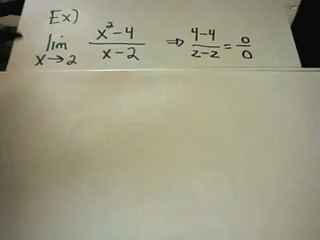 Ex)
lim x→2 (x²-4)/(x-2) ⇒ (4-4)/(2-2) = 0/0